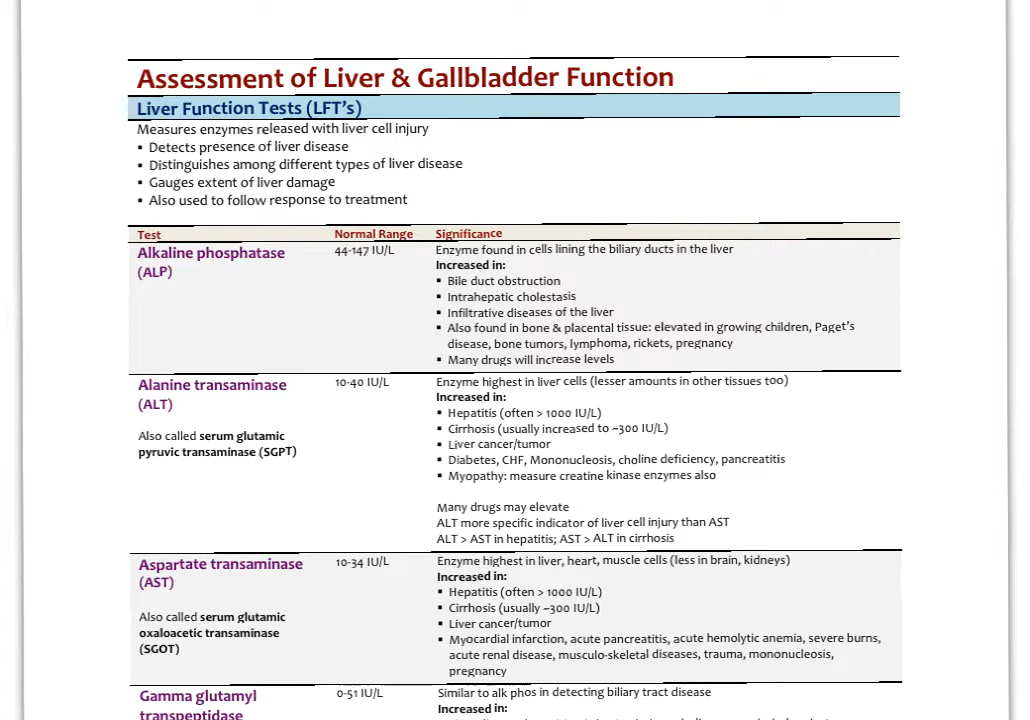 Assessment of Liver & Gallbladder Function
Liver Function Tests (LFT's)
Measures enzymes released with liver cell injury
▪ Detects presence of liver disease
▪ Distinguishes among different types of liver disease
▪ Gauges extent of liver damage
▪ Also used to follow response to treatment
Test Normal Range Significance
Alkaline phosphatase 44-147 IU/L Enzyme found in cells lining the biliary ducts in the liver
(ALP)
Increased in:
▪ Bile duct obstruction
▪ Intrahepatic cholestasis
▪ Infiltrative diseases of the liver
▪ Also found in bone & placental tissue: elevated in growing children, Paget's
disease, bone tumors, lymphoma, rickets, pregnancy
▪ Many drugs will increase levels
Alanine transaminase 10-40 IU/L Enzyme highest in liver cells (lesser amounts in other tissues too)
(ALT)
Also called serum glutamic
pyruvic transaminase (SGPT)
Increased in:
▪ Hepatitis (often > 1000 IU/L)
▪ Cirrhosis (usually increased to ~300 IU/L)
▪ Liver cancer/tumor
▪ Diabetes, CHF, Mononucleosis, choline deficiency, pancreatitis
▪ Myopathy: measure creatine kinase enzymes also
Many drugs may elevate
ALT more specific indicator of liver cell injury than AST
ALT > AST in hepatitis; AST > ALT in cirrhosis
Aspartate transaminase 10-34 IU/L Enzyme highest in liver, heart, muscle cells (less in brain, kidneys)
(AST)
Also called serum glutamic
oxaloacetic transaminase
(SGOT)
Increased in:
▪ Hepatitis (often > 1000 IU/L)
▪ Cirrhosis (usually ~300 IU/L)
▪ Liver cancer/tumor
▪ Myocardial infarction, acute pancreatitis, acute hemolytic anemia, severe burns,
acute renal disease, musculo-skeletal diseases, trauma, mononucleosis,
pregnancy
Gamma glutamyl 0-51 IU/L Similar to alk phos in detecting biliary tract disease
transpeptidase
Increased in: